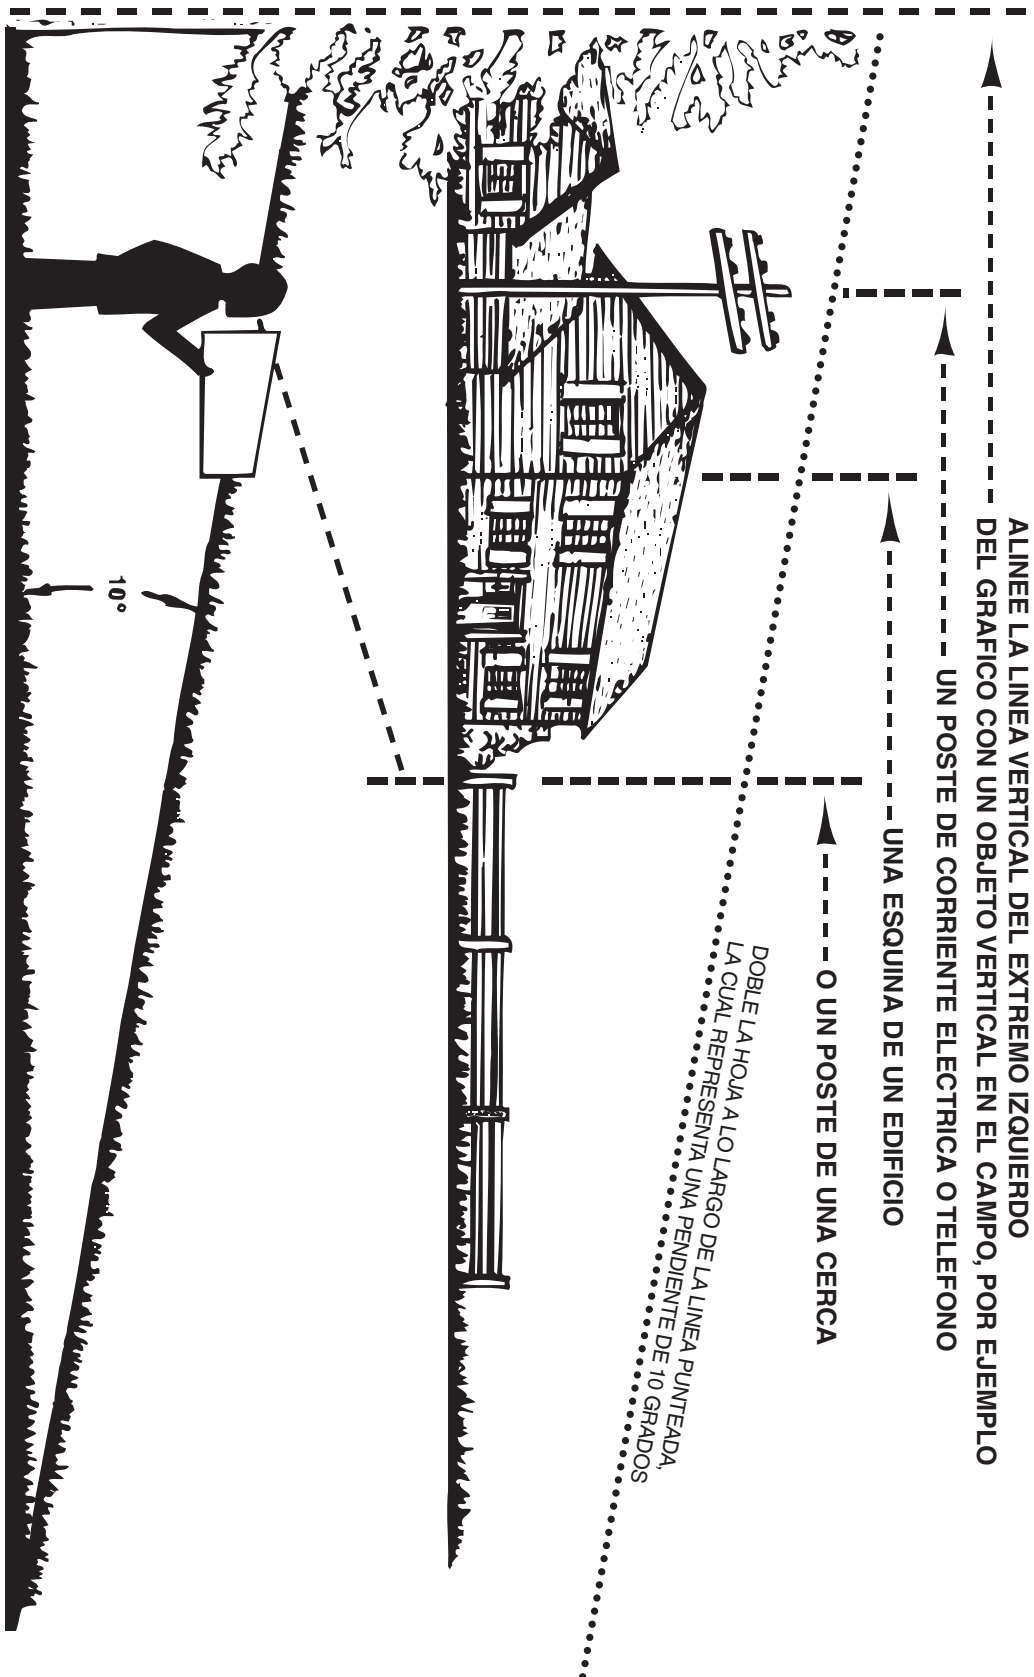 ALINEE LA LINEA VERTICAL DEL EXTREMO IZQUIERDO
DEL GRAFICO CON UN OBJETO VERTICAL EN EL CAMPO, POR EJEMPLO
UN POSTE DE CORRIENTE ELECTRICA O TELEFONO
UNA ESQUINA DE UN EDIFICIO
O UN POSTE DE UNA CERCA
DOBLE LA HOJA A LO LARGO DE LA LINEA PUNTEADA,
LA CUAL REPRESENTA UNA PENDIENTE DE 10 GRADOS
10°